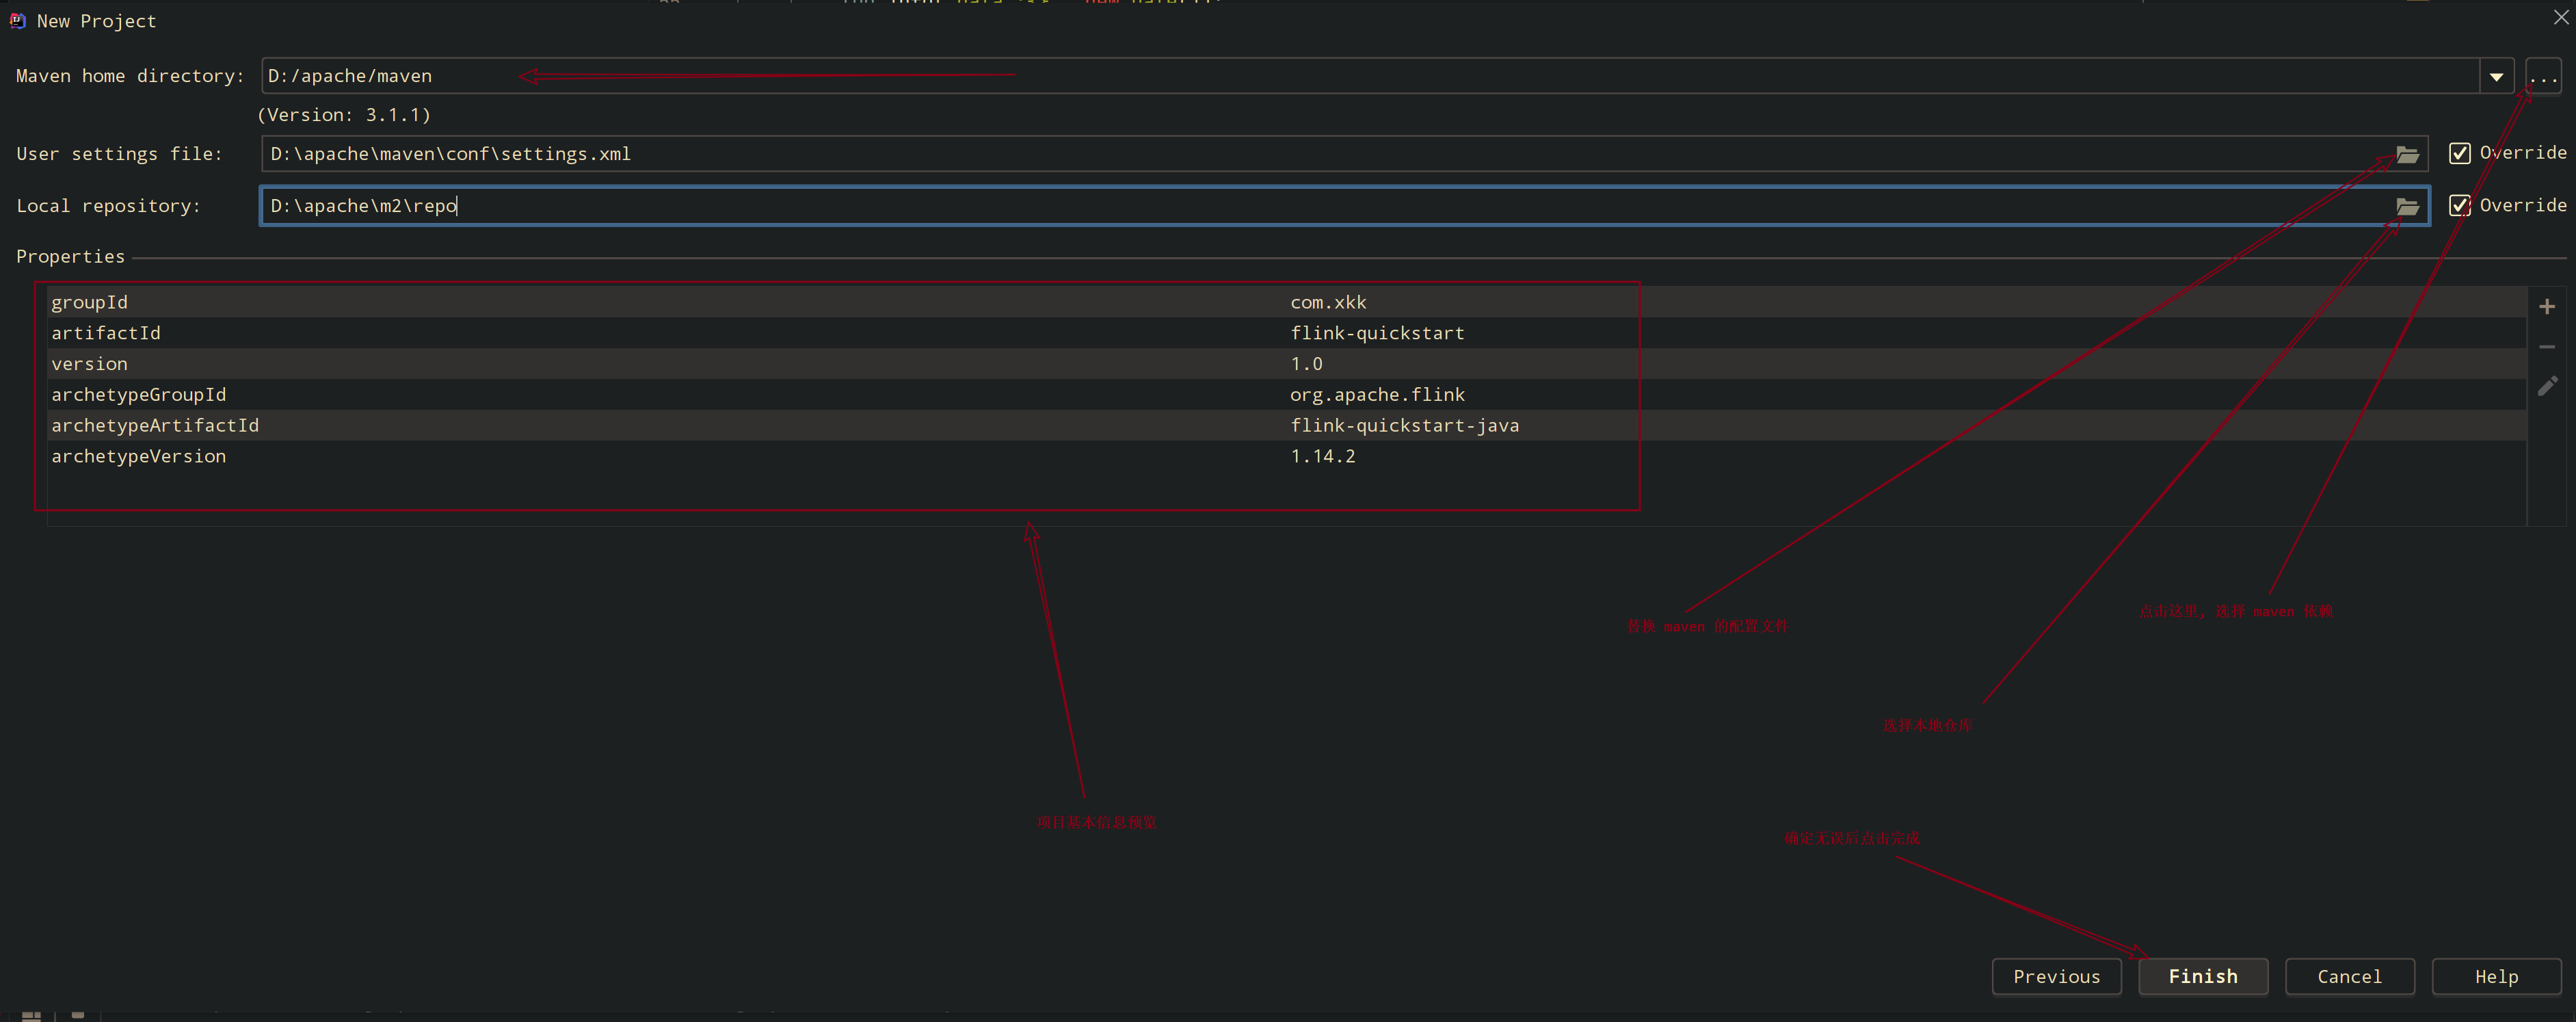 New Project
Maven home directory: D:/apache/maven ...
(Version: 3.1.1)
User settings file: D:\apache\maven\conf\settings.xml Override
Local repository: D:\apache\m2\repo Override
Properties
groupId com.xkk
artifactId flink-quickstart
version 1.0
archetypeGroupId org.apache.flink
archetypeArtifactId flink-quickstart-java
archetypeVersion 1.14.2
点击这里, 选择 maven 依赖
替换 maven 的配置文件
选择本地仓库
项目基本信息预览
确定无误后点击完成
Previous Finish Cancel Help